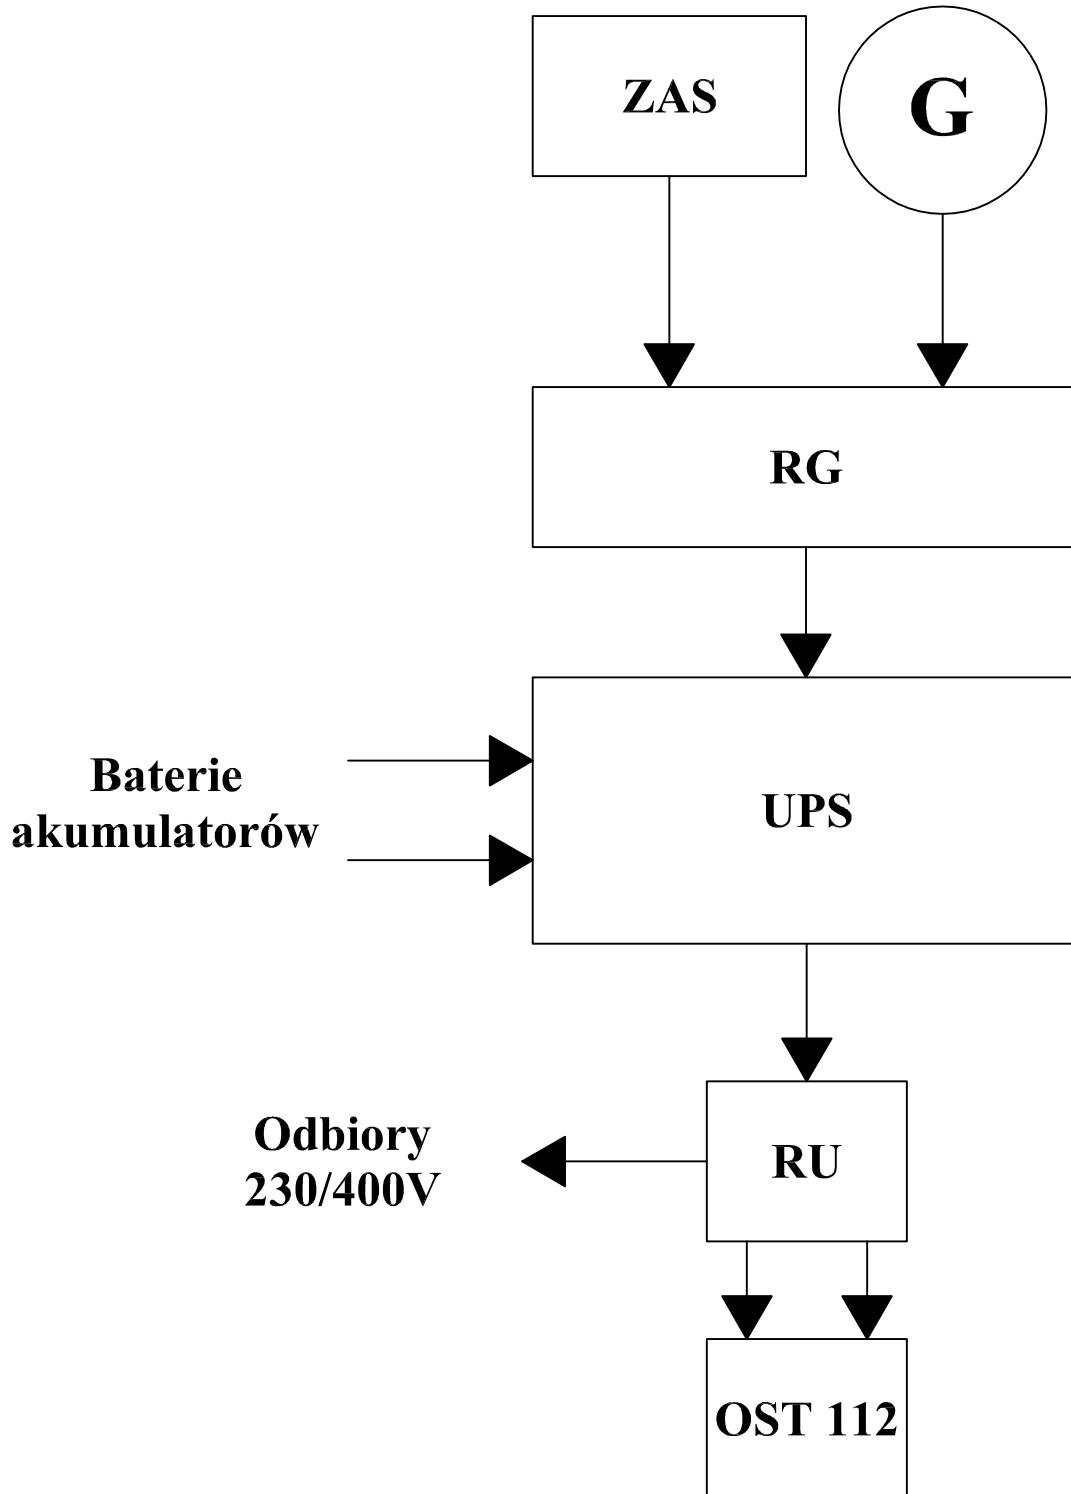 ZAS
G
RG
Baterie
akumulatorów
UPS
Odbiory
230/400V
RU
OST 112